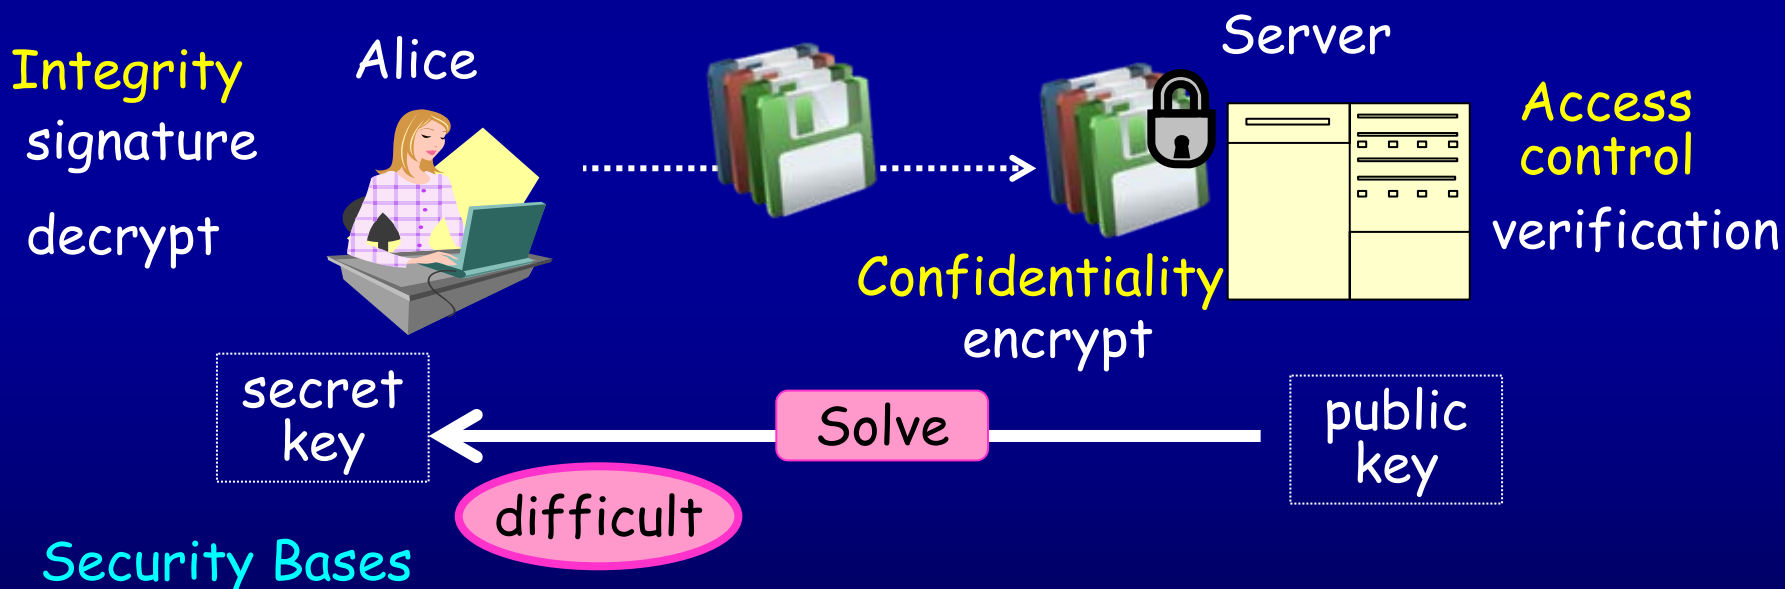 Integrity
signature
decrypt
Alice
Server
Access
control
verification
Confidentiality
encrypt
secret
key
Solve
public
key
difficult
Security Bases